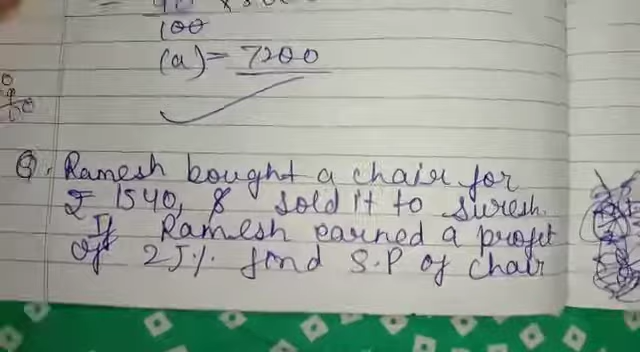 100
(a) = 7200
Q. Ramesh bought a chair for
₹ 1540, & sold it to suresh.
If Ramesh earned a profit
of 25% find S.P of chair